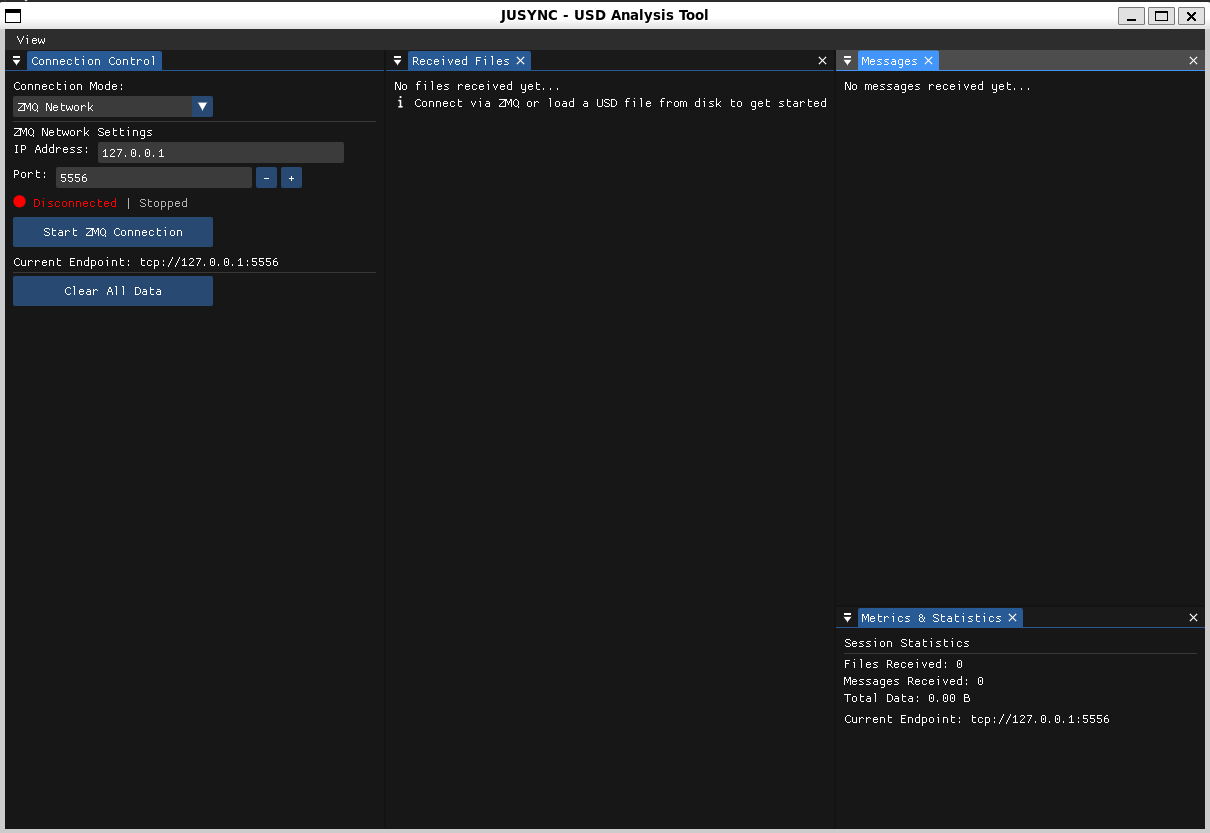 JUSYNC - USD Analysis Tool
View
Connection Control
Connection Mode:
ZMQ Network
ZMQ Network Settings
IP Address: 127.0.0.1
Port: 5556 - +
Disconnected | Stopped
Start ZMQ Connection
Current Endpoint: tcp://127.0.0.1:5556
Clear All Data
Received Files
No files received yet...
i Connect via ZMQ or load a USD file from disk to get started
Messages
No messages received yet...
Metrics & Statistics
Session Statistics
Files Received: 0
Messages Received: 0
Total Data: 0.00 B
Current Endpoint: tcp://127.0.0.1:5556